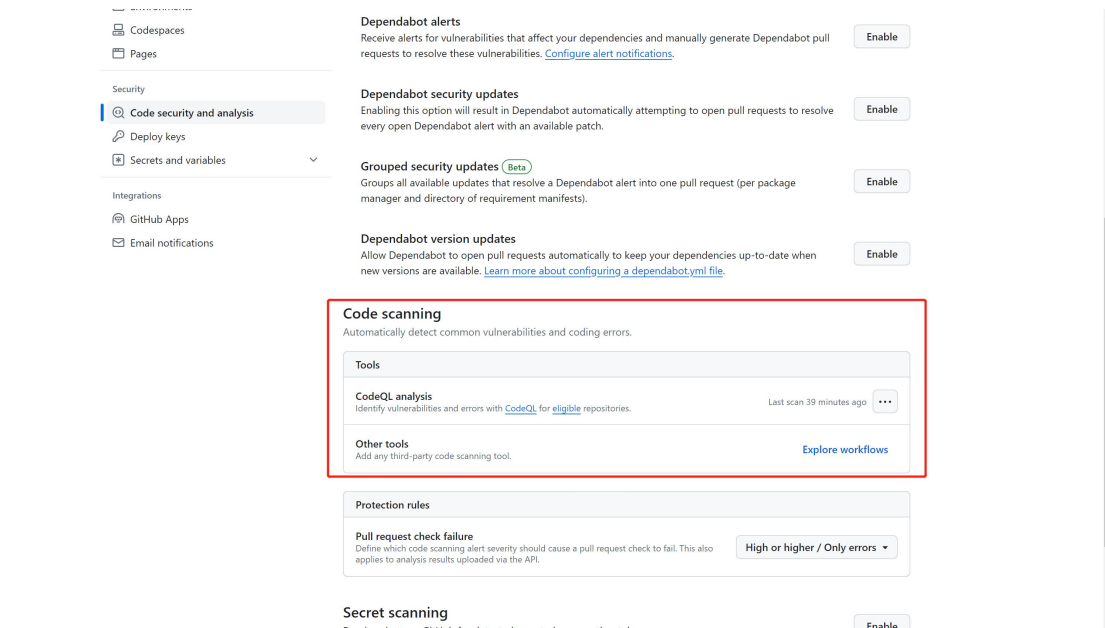 Codespaces
Pages
Security
Code security and analysis
Deploy keys
Secrets and variables
Integrations
GitHub Apps
Email notifications
Dependabot alerts
Receive alerts for vulnerabilities that affect your dependencies and manually generate Dependabot pull
requests to resolve these vulnerabilities. Configure alert notifications.
Enable
Dependabot security updates
Enabling this option will result in Dependabot automatically attempting to open pull requests to resolve
every open Dependabot alert with an available patch.
Enable
Grouped security updates Beta
Groups all available updates that resolve a Dependabot alert into one pull request (per package
manager and directory of requirement manifests).
Enable
Dependabot version updates
Allow Dependabot to open pull requests automatically to keep your dependencies up-to-date when
new versions are available. Learn more about configuring a dependabot.yml file.
Enable
Code scanning
Automatically detect common vulnerabilities and coding errors.
Tools
CodeQL analysis
Identify vulnerabilities and errors with CodeQL for eligible repositories.
Last scan 39 minutes ago
Other tools
Add any third-party code scanning tool.
Explore workflows
Protection rules
Pull request check failure
Define which code scanning alert severity should cause a pull request check to fail. This also
applies to analysis results uploaded via the API.
High or higher / Only errors
Secret scanning
Enable